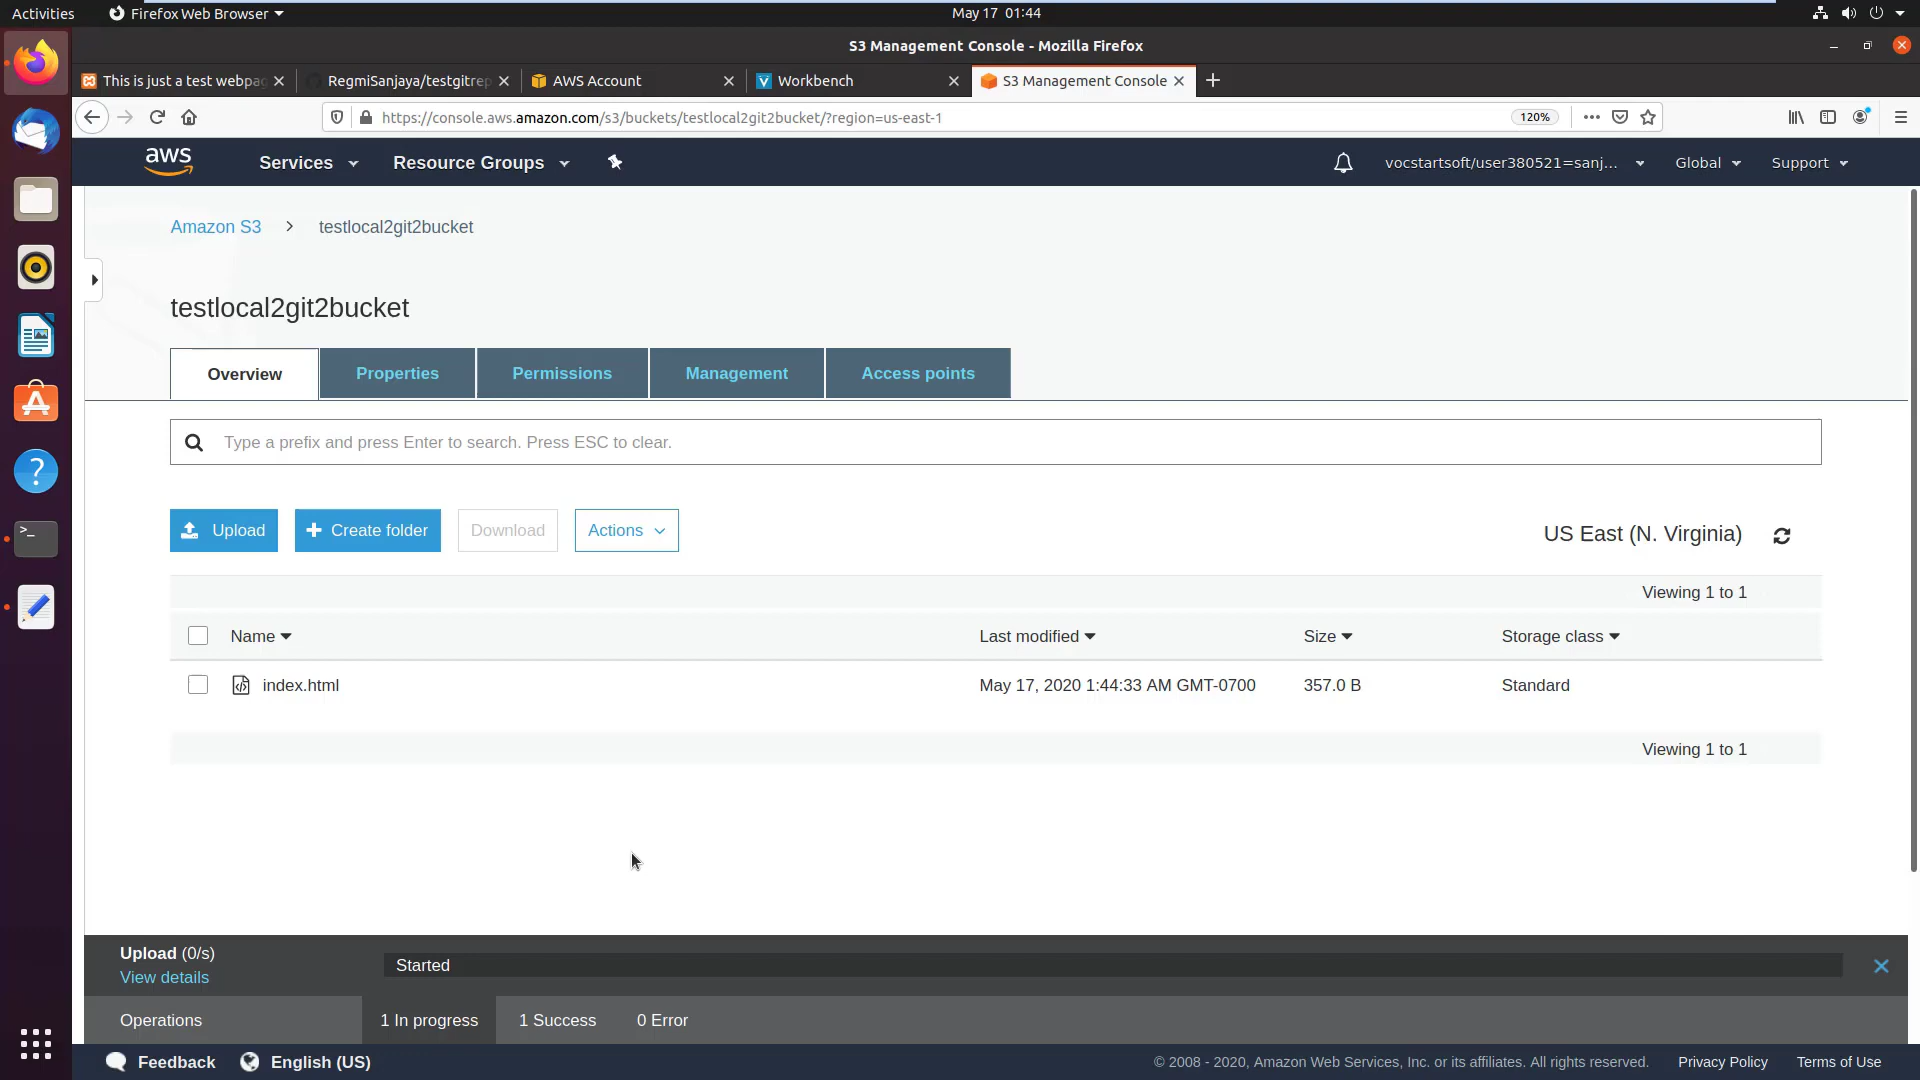 Activities
Firefox Web Browser
May 17 01:44
S3 Management Console - Mozilla Firefox
This is just a test webpag
RegmiSanjaya/testgitrep
AWS Account
Workbench
S3 Management Console
https://console.aws.amazon.com/s3/buckets/testlocal2git2bucket/?region=us-east-1
120%
aws
Services
Resource Groups
vocstartsoft/user380521=sanj...
Global
Support
Amazon S3 > testlocal2git2bucket
testlocal2git2bucket
Overview
Properties
Permissions
Management
Access points
Type a prefix and press Enter to search. Press ESC to clear.
Upload
+ Create folder
Download
Actions
US East (N. Virginia)
Viewing 1 to 1
Name
Last modified
Size
Storage class
index.html
May 17, 2020 1:44:33 AM GMT-0700
357.0 B
Standard
Viewing 1 to 1
Upload (0/s)
View details
Started
Operations
1 In progress
1 Success
0 Error
Feedback
English (US)
© 2008 - 2020, Amazon Web Services, Inc. or its affiliates. All rights reserved.
Privacy Policy
Terms of Use